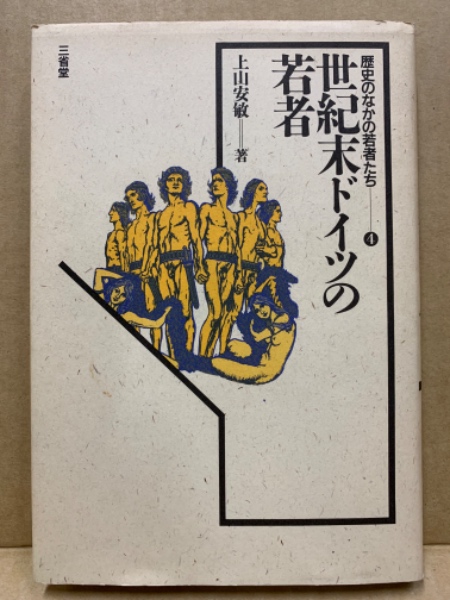 歴史のなかの若者たち──4
世紀末ドイツの
若者
上山安敏──著
三省堂